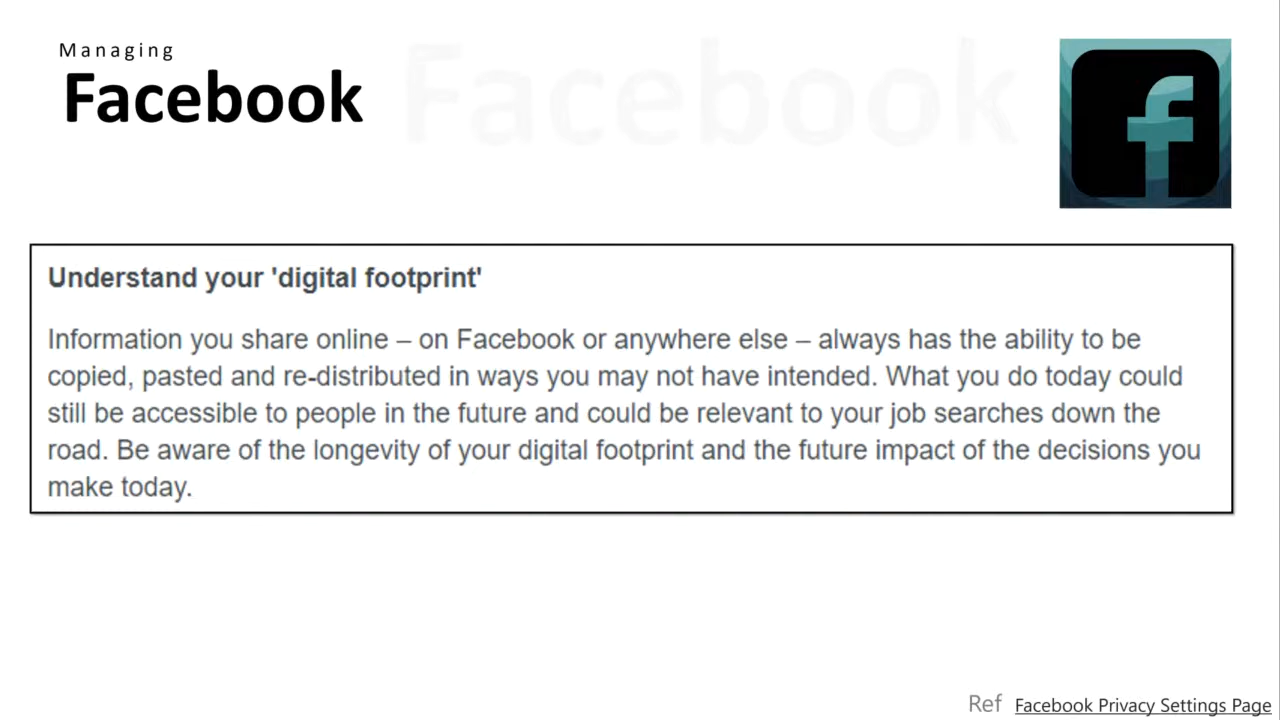 Managing
Facebook
Facebook
Understand your 'digital footprint'
Information you share online – on Facebook or anywhere else – always has the ability to be
copied, pasted and re-distributed in ways you may not have intended. What you do today could
still be accessible to people in the future and could be relevant to your job searches down the
road. Be aware of the longevity of your digital footprint and the future impact of the decisions you
make today.
Ref Facebook Privacy Settings Page